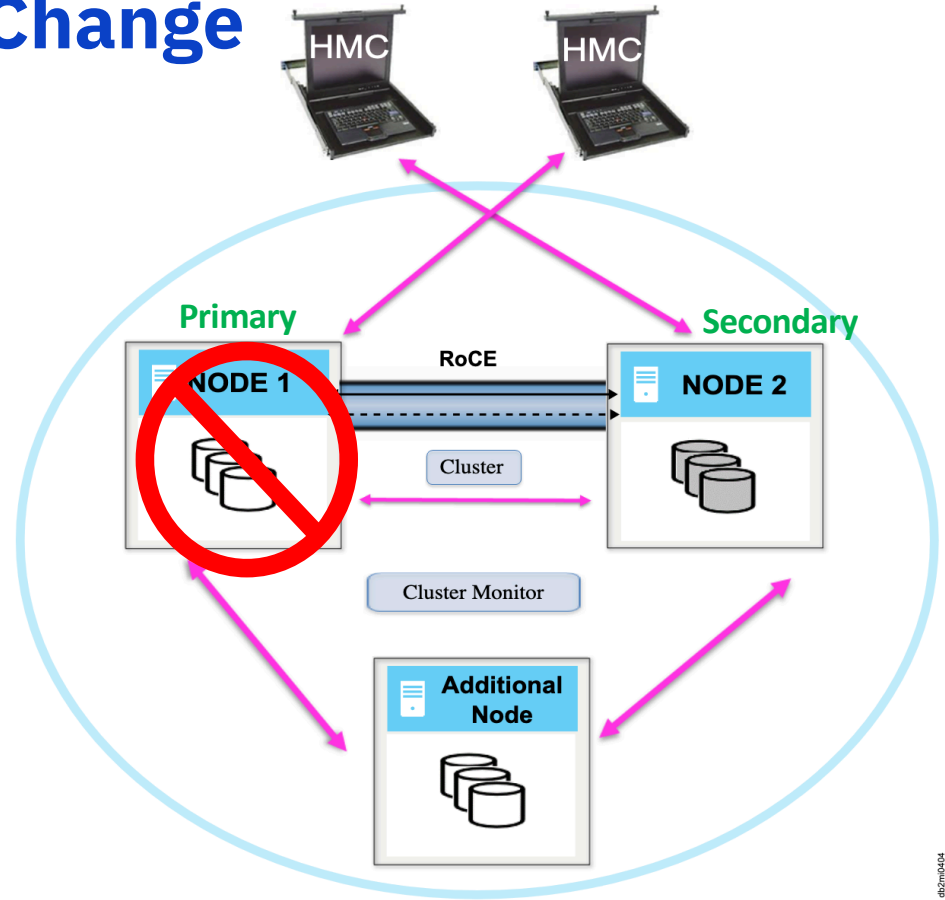 Change
HMC
HMC
Primary
Secondary
RoCE
NODE 1
NODE 2
Cluster
Cluster Monitor
Additional
Node
db2mi0404